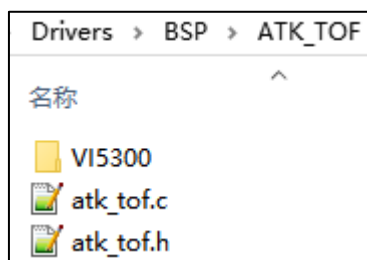 Drivers > BSP > ATK_TOF
名称
VI5300
atk_tof.c
atk_tof.h